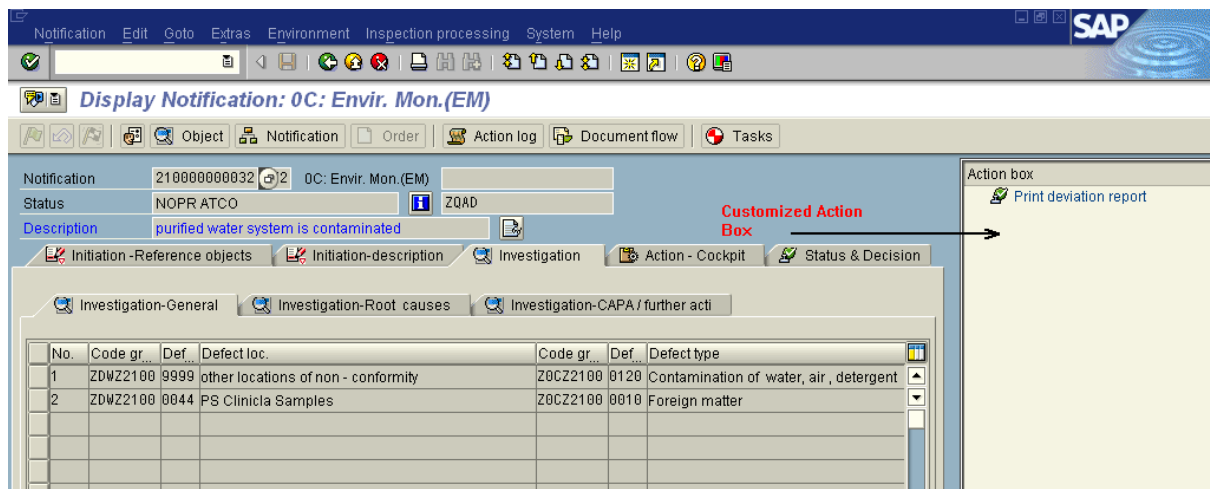 Notification Edit Goto Extras Environment Inspection processing System Help
SAP
Display Notification: 0C: Envir. Mon.(EM)
Object Notification Order Action log Document flow Tasks
Notification 210000000032 2 0C: Envir. Mon.(EM)
Status NOPR ATCO ZQAD
Description purified water system is contaminated
Action box
Print deviation report
Customized Action
Box
Initiation -Reference objects Initiation-description Investigation Action - Cockpit Status & Decision
Investigation-General Investigation-Root causes Investigation-CAPA / further acti
No. Code gr... Def... Defect loc. Code gr... Def... Defect type
1 ZDWZ2100 9999 other locations of non - conformity Z0CZ2100 0120 Contamination of water, air , detergent
2 ZDWZ2100 0044 PS Clinicla Samples Z0CZ2100 0010 Foreign matter